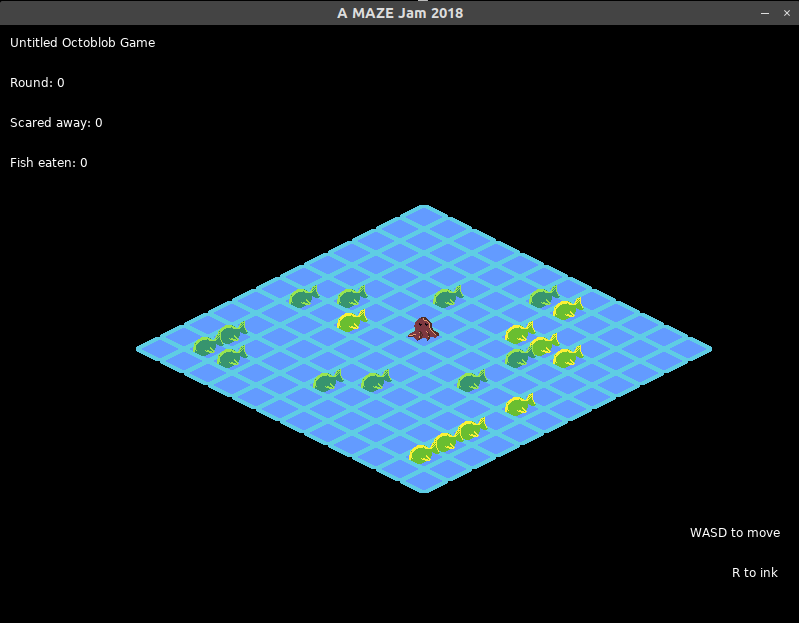 A MAZE Jam 2018
Untitled Octoblob Game
Round: 0
Scared away: 0
Fish eaten: 0
WASD to move
R to ink